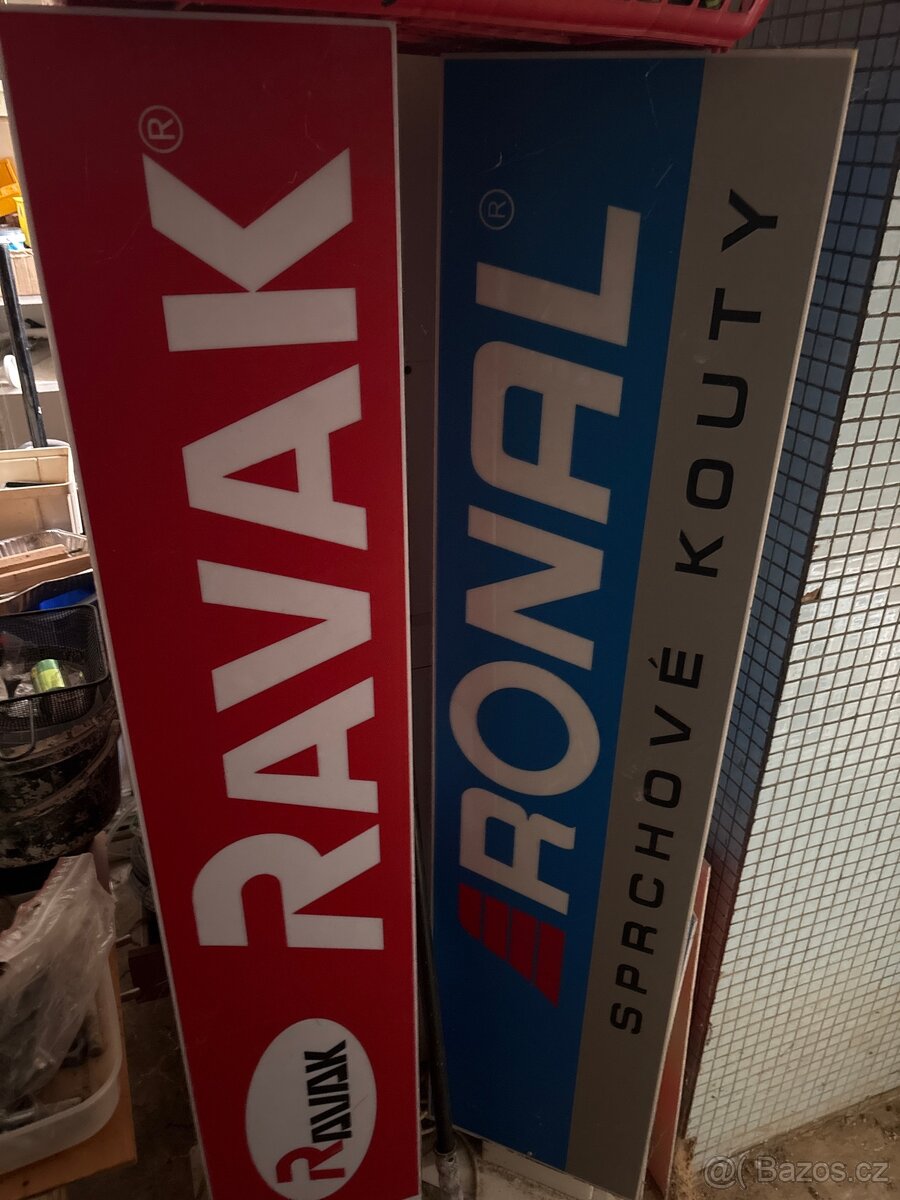 RAVAK®
RAVAK
RONAL®
SPRCHOVÉ KOUTY
@( Bazos.cz